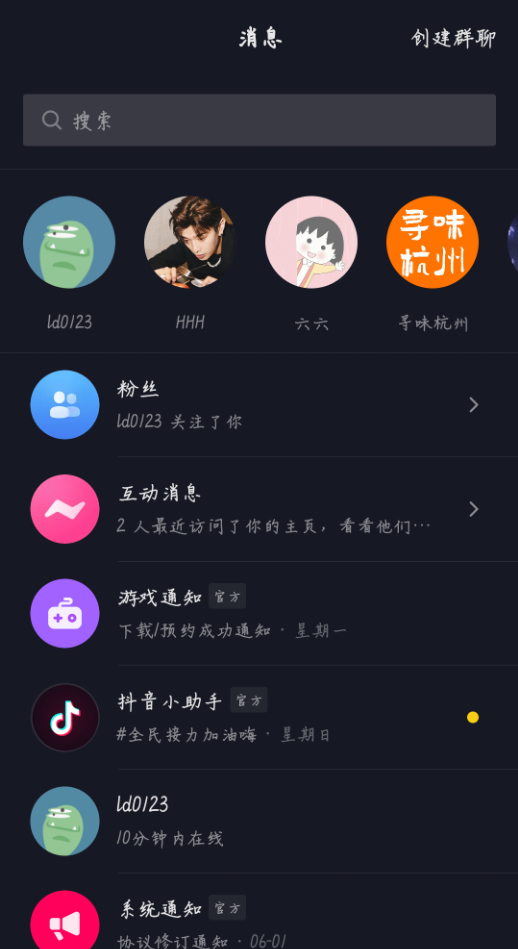 消息
创建群聊
搜索
寻味
杭州
ld0123
HHH
六六
寻味杭州
粉丝
ld0123 关注了你
互动消息
2 人最近访问了你的主页，看看他们…
游戏通知 官方
下载/预约成功通知 · 星期一
抖音小助手 官方
#全民接力加油嗨 · 星期日
ld0123
10分钟内在线
系统通知 官方
协议修订通知 · 06-01